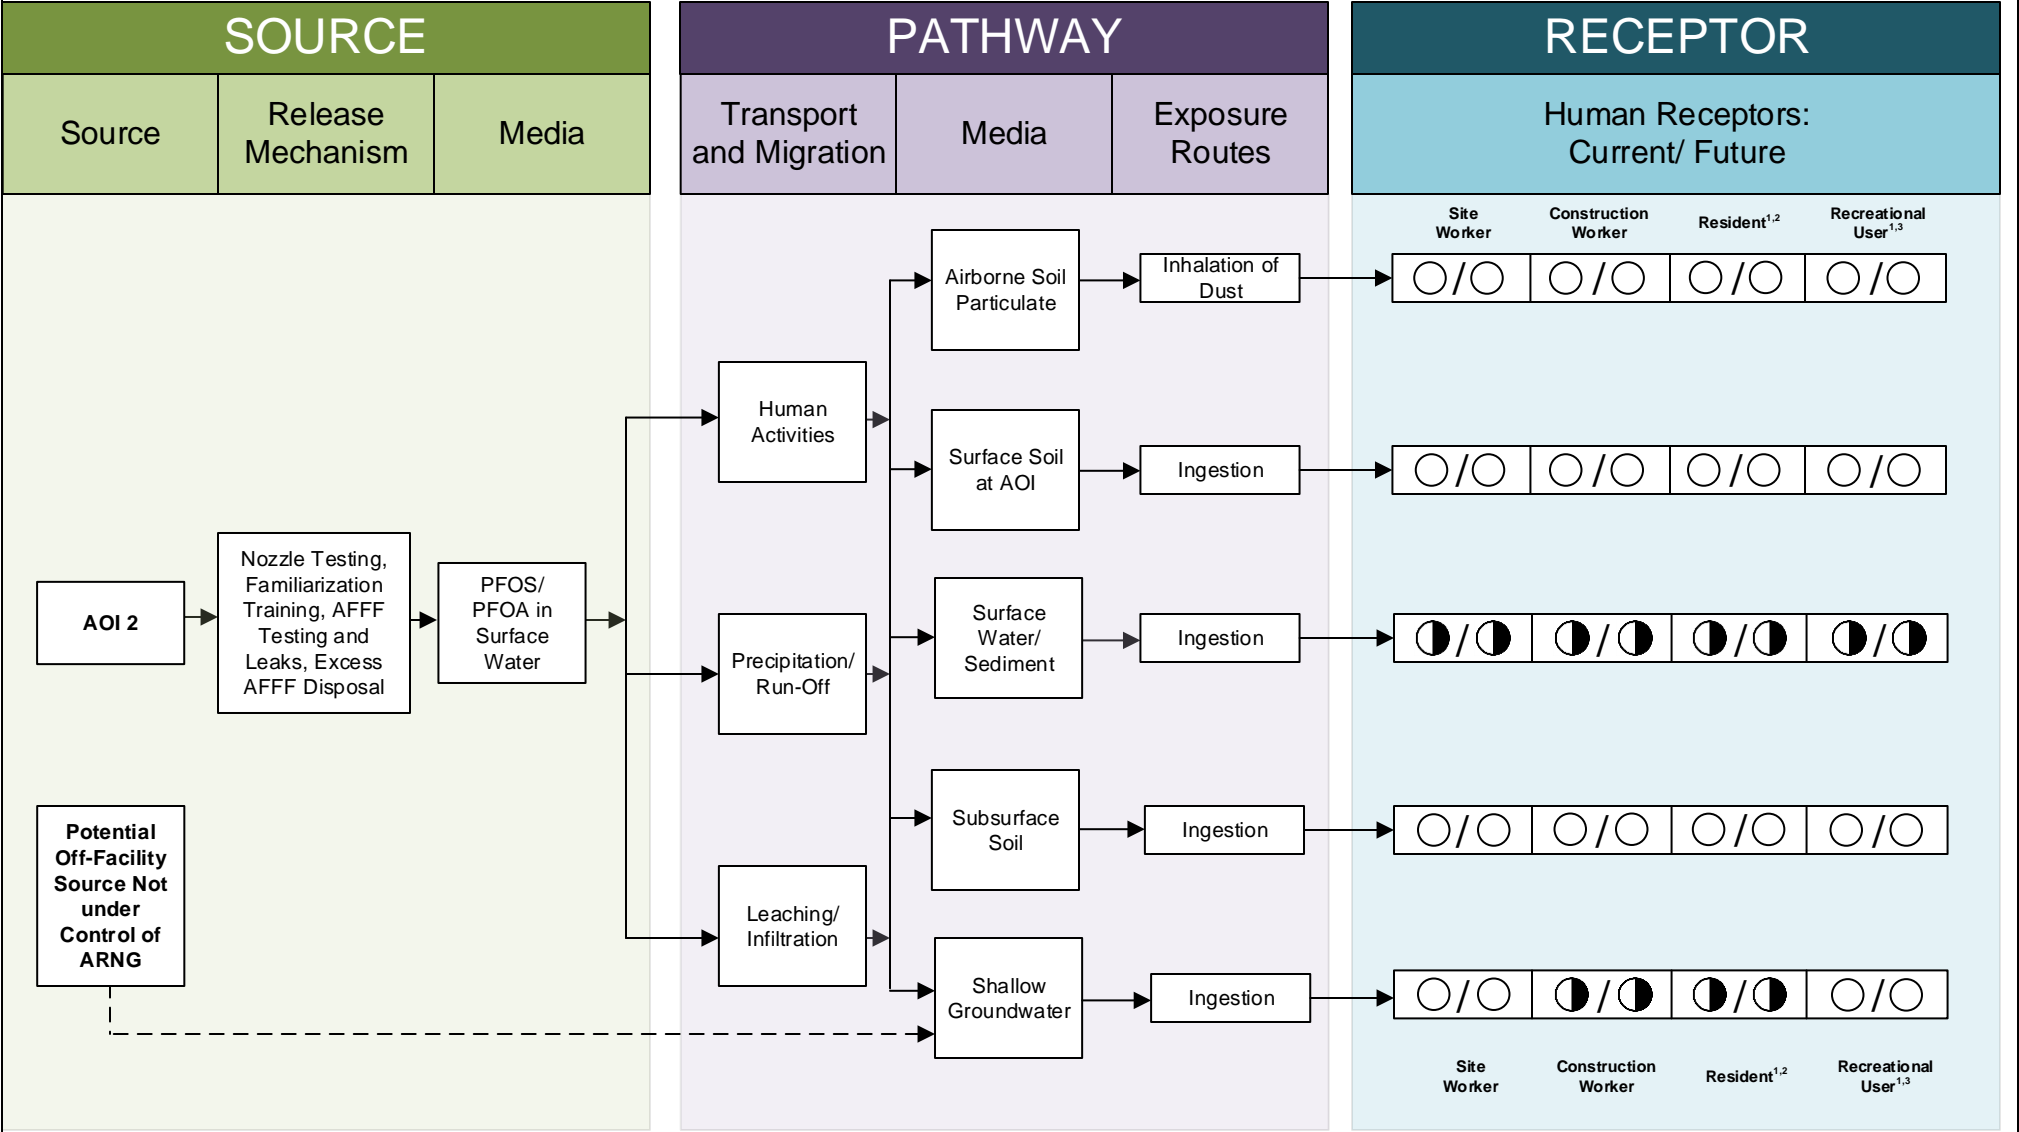 SOURCE
PATHWAY
RECEPTOR
Source
Release
Mechanism
Media
Transport
and Migration
Media
Exposure
Routes
Human Receptors:
Current/ Future
Site
Worker
Construction
Worker
Resident1,2
Recreational
User1,3
Airborne Soil
Particulate
Inhalation of
Dust
/
/
/
/
Human
Activities
Surface Soil
at AOI
Ingestion
/
/
/
/
AOI 2
Nozzle Testing,
Familiarization
Training, AFFF
Testing and
Leaks, Excess
AFFF Disposal
PFOS/
PFOA in
Surface
Water
Precipitation/
Run-Off
Surface
Water/
Sediment
Ingestion
/
/
/
/
Potential
Off-Facility
Source Not
under
Control of
ARNG
Subsurface
Soil
Ingestion
/
/
/
/
Leaching/
Infiltration
Shallow
Groundwater
Ingestion
/
/
/
/
Site
Worker
Construction
Worker
Resident1,2
Recreational
User1,3